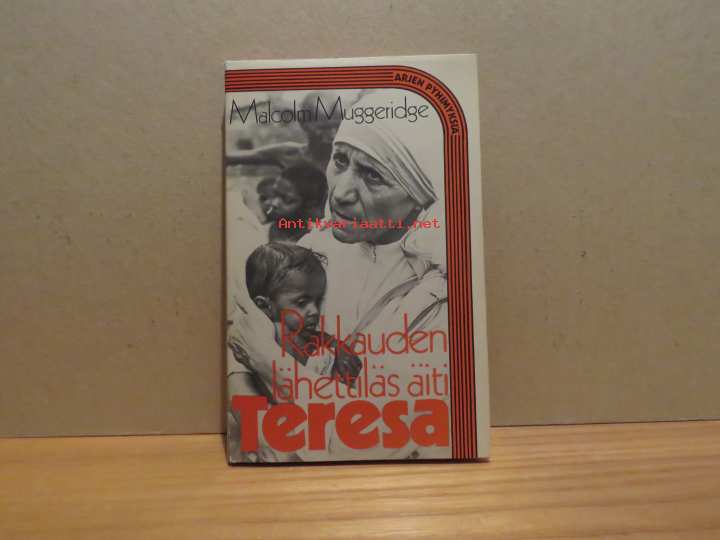 ARJEN PYHIMYKSIÄ
Malcolm Muggeridge
Antikvariaatti.net
Rakkauden
lähettiläs äiti
Teresa